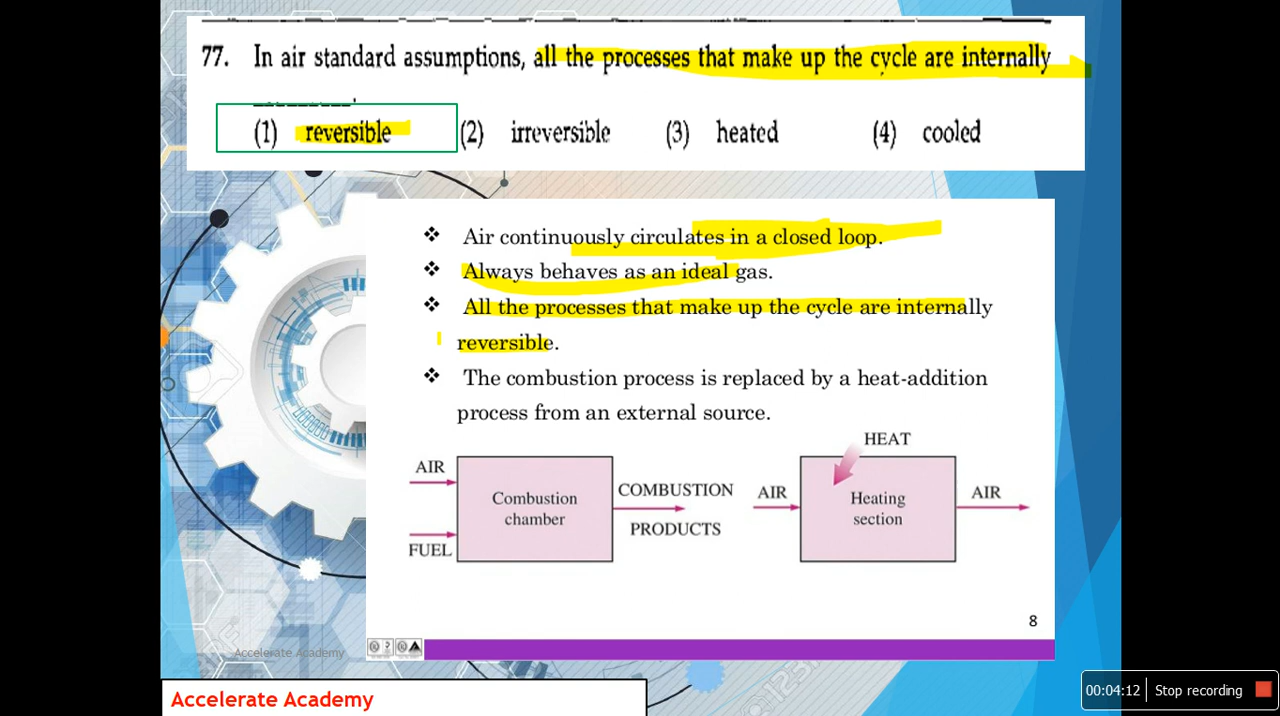 77. In air standard assumptions, all the processes that make up the cycle are internally
________.
(1) reversible (2) irreversible (3) heated (4) cooled
❖ Air continuously circulates in a closed loop.
❖ Always behaves as an ideal gas.
❖ All the processes that make up the cycle are internally
reversible.
❖ The combustion process is replaced by a heat-addition
process from an external source.
HEAT
AIR
Combustion
chamber
FUEL
COMBUSTION
PRODUCTS
AIR
Heating
section
AIR
8
Accelerate Academy
Accelerate Academy
00:04:12 Stop recording